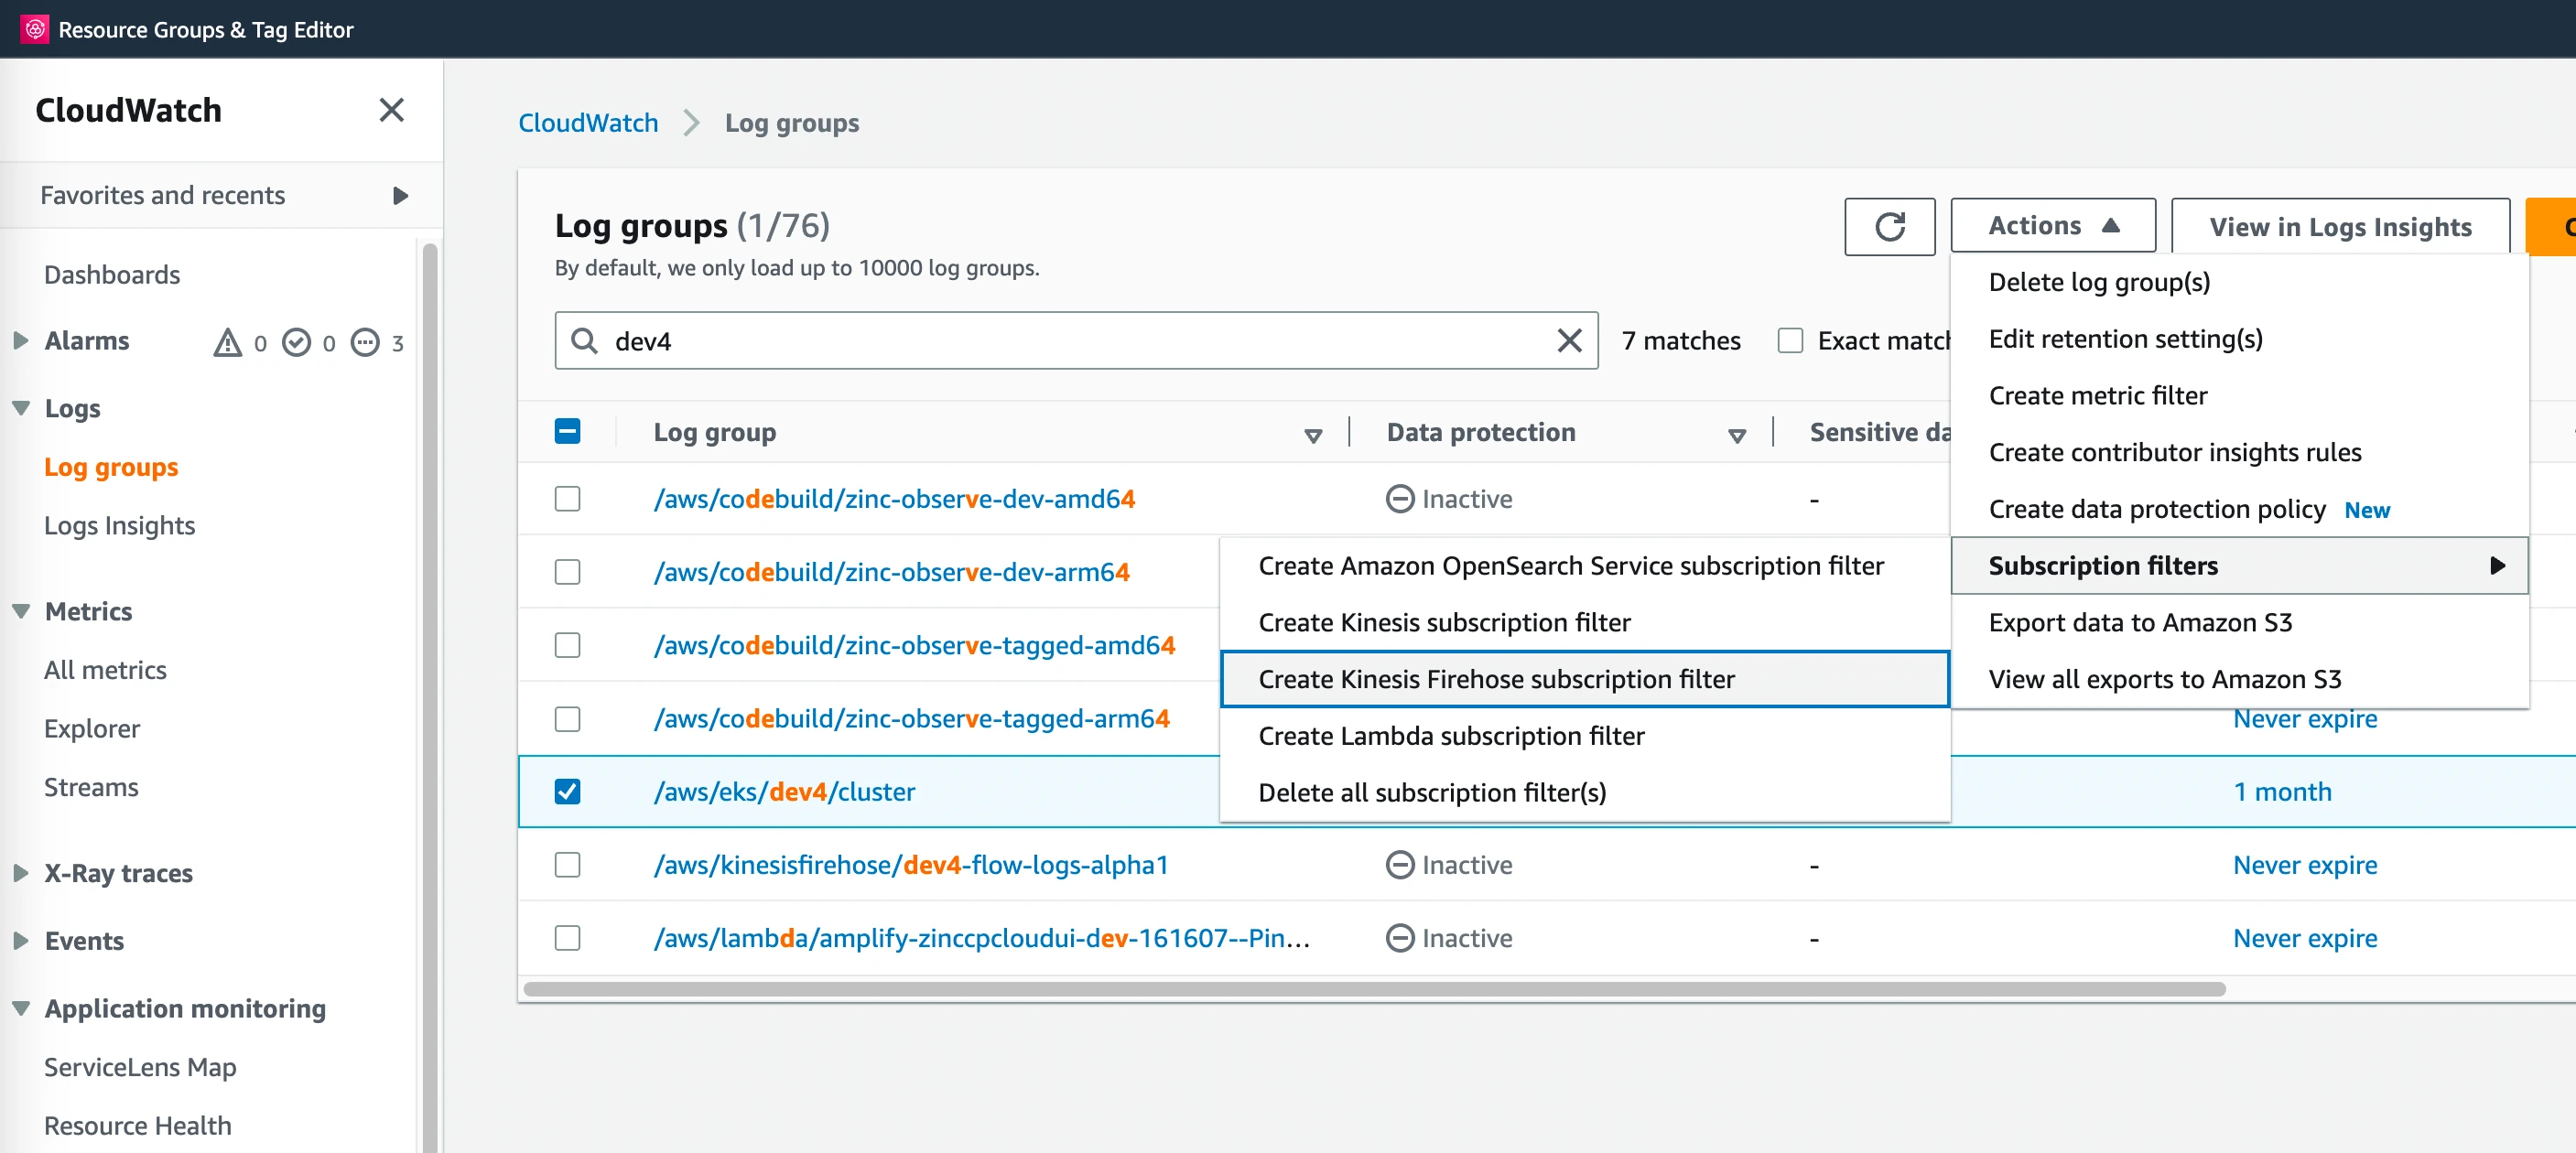 Resource Groups & Tag Editor
CloudWatch
Favorites and recents
Dashboards
Alarms 0 0 3
Logs
Log groups
Logs Insights
Metrics
All metrics
Explorer
Streams
X-Ray traces
Events
Application monitoring
ServiceLens Map
Resource Health
CloudWatch Log groups
Log groups (1/76)
By default, we only load up to 10000 log groups.
Actions
View in Logs Insights
dev4
7 matches
Exact match
Log group Data protection Sensitive da
/aws/codebuild/zinc-observe-dev-amd64 Inactive -
/aws/codebuild/zinc-observe-dev-arm64
/aws/codebuild/zinc-observe-tagged-amd64
/aws/codebuild/zinc-observe-tagged-arm64 Never expire
/aws/eks/dev4/cluster 1 month
/aws/kinesisfirehose/dev4-flow-logs-alpha1 Inactive - Never expire
/aws/lambda/amplify-zinccpcloudui-dev-161607--Pin... Inactive - Never expire
Delete log group(s)
Edit retention setting(s)
Create metric filter
Create contributor insights rules
Create data protection policy New
Subscription filters
Export data to Amazon S3
View all exports to Amazon S3
Create Amazon OpenSearch Service subscription filter
Create Kinesis subscription filter
Create Kinesis Firehose subscription filter
Create Lambda subscription filter
Delete all subscription filter(s)